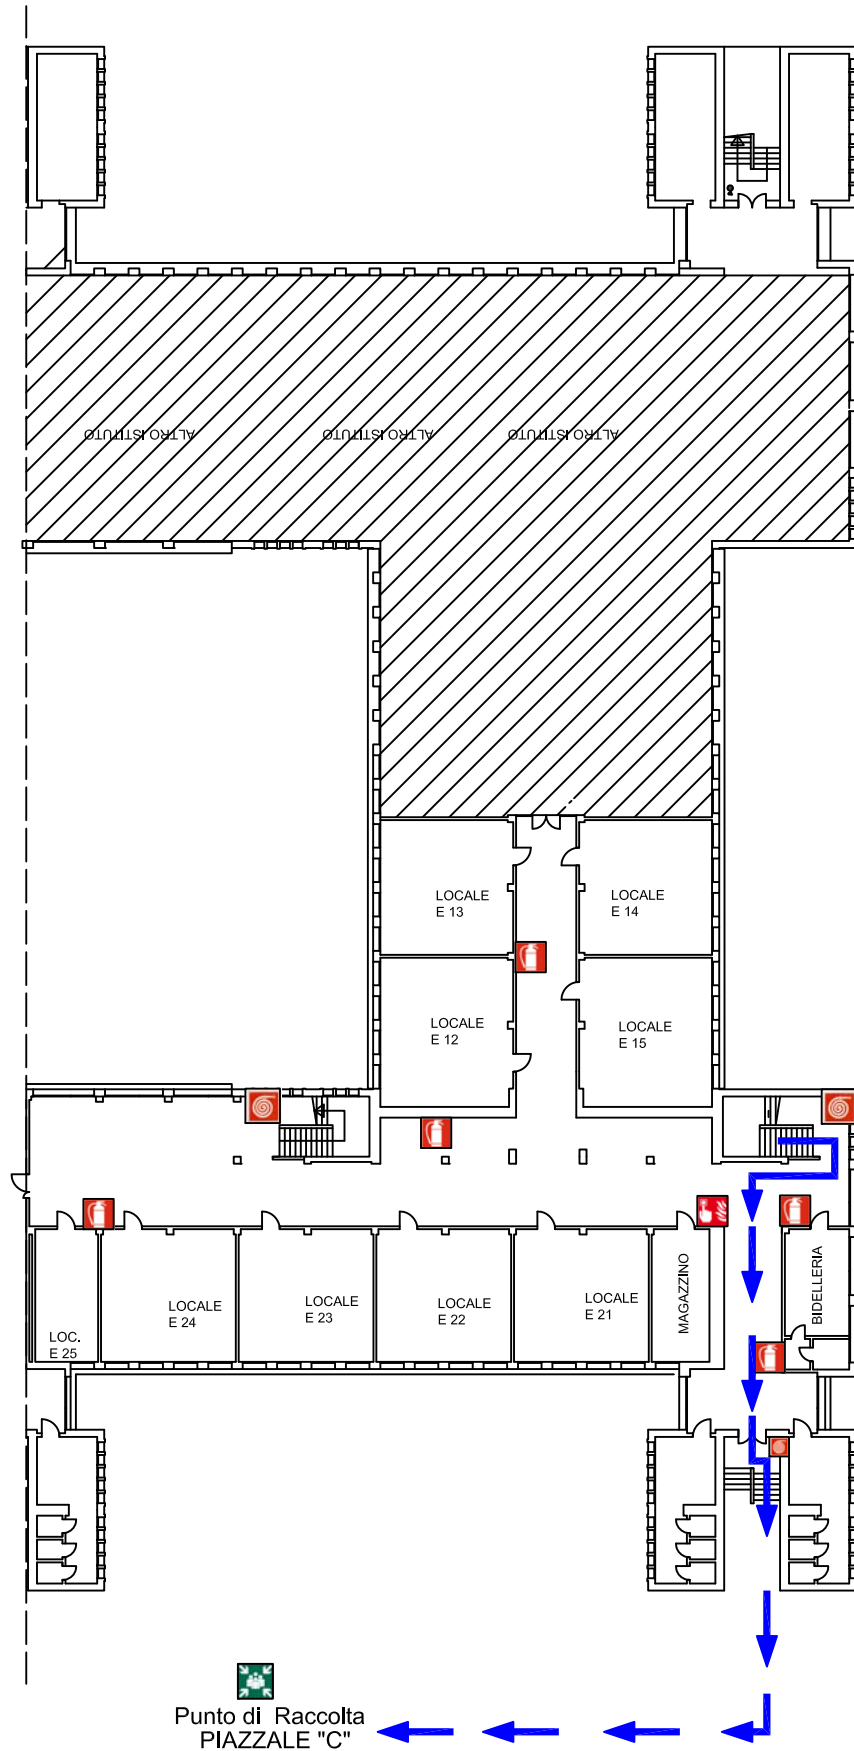 ALTRO ISTITUTO
ALTRO ISTITUTO
ALTRO ISTITUTO
LOCALE
E 13
LOCALE
E 14
LOCALE
E 12
LOCALE
E 15
LOC.
E 25
LOCALE
E 24
LOCALE
E 23
LOCALE
E 22
LOCALE
E 21
MAGAZZINO
BIDELLERIA
Punto di Raccolta
PIAZZALE "C"